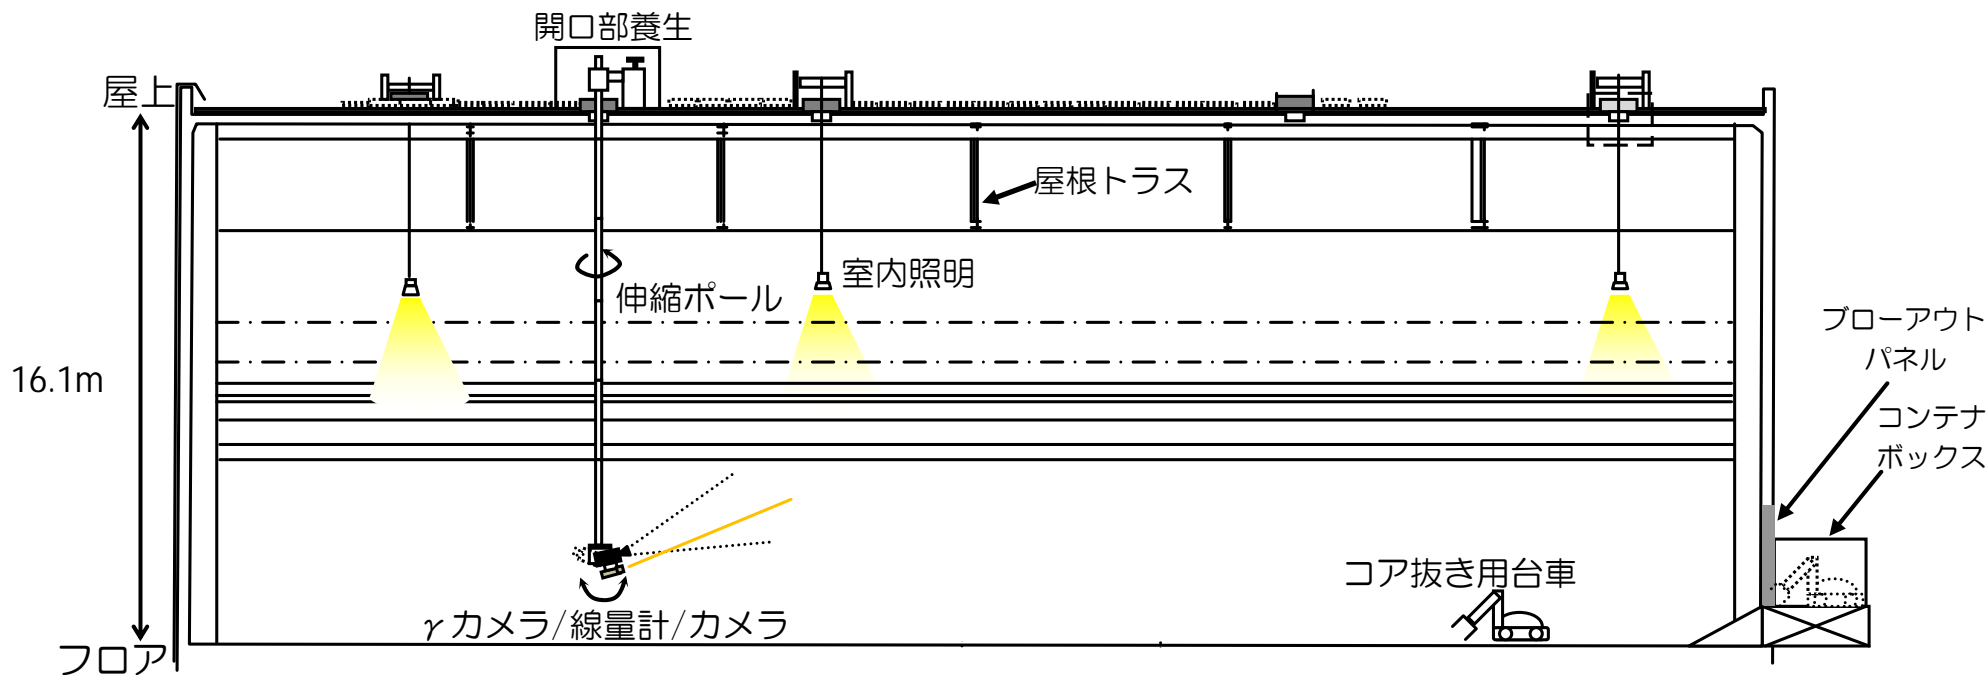 開口部養生
屋上
屋根トラス
室内照明
伸縮ポール
ブローアウト
パネル
16.1m
コンテナ
ボックス
コア抜き用台車
γカメラ/線量計/カメラ
フロア